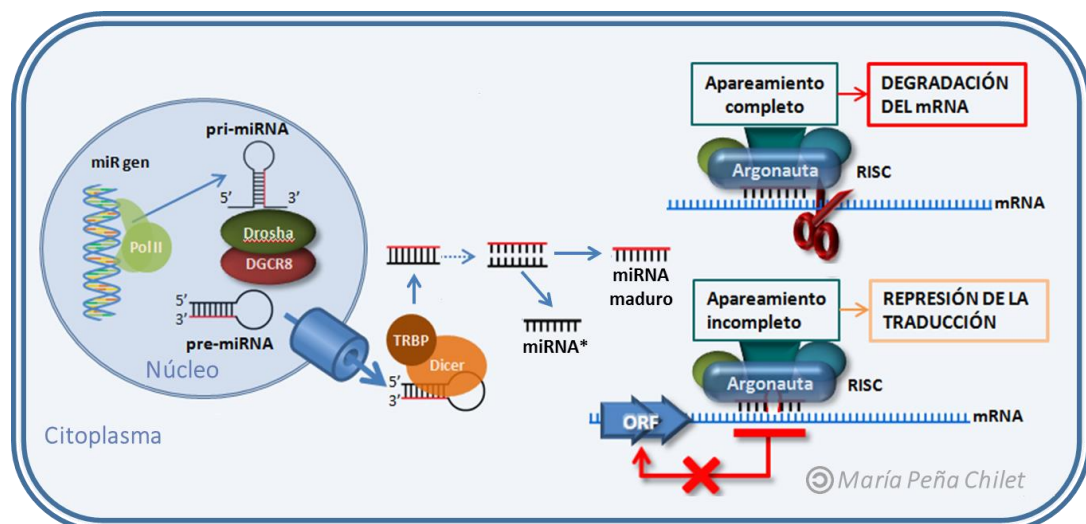 pri-miRNA
miR gen
5’
3’
Pol II
Drosha
DGCR8
5’
3’
pre-miRNA
Núcleo
Citoplasma
TRBP
Dicer
5’
3’
miRNA
maduro
miRNA*
Apareamiento
completo
DEGRADACIÓN
DEL mRNA
Argonauta
RISC
mRNA
Apareamiento
incompleto
REPRESIÓN DE LA
TRADUCCIÓN
Argonauta
RISC
ORF
mRNA
María Peña Chilet